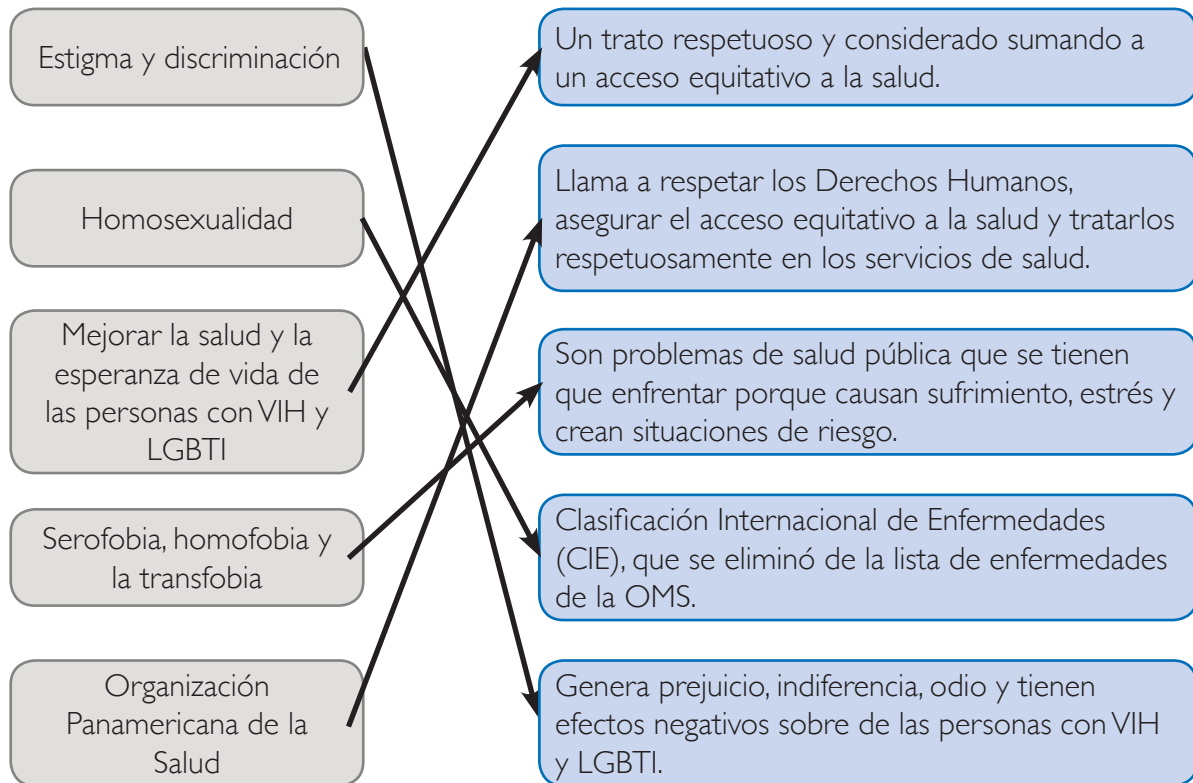 Estigma y discriminación
Homosexualidad
Mejorar la salud y la
esperanza de vida de
las personas con VIH y
LGBTI
Serofobia, homofobia y
la transfobia
Organización
Panamericana de la
Salud
Un trato respetuoso y considerado sumando a
un acceso equitativo a la salud.
Llama a respetar los Derechos Humanos,
asegurar el acceso equitativo a la salud y tratarlos
respetuosamente en los servicios de salud.
Son problemas de salud pública que se tienen
que enfrentar porque causan sufrimiento, estrés y
crean situaciones de riesgo.
Clasificación Internacional de Enfermedades
(CIE), que se eliminó de la lista de enfermedades
de la OMS.
Genera prejuicio, indiferencia, odio y tienen
efectos negativos sobre de las personas con VIH
y LGBTI.